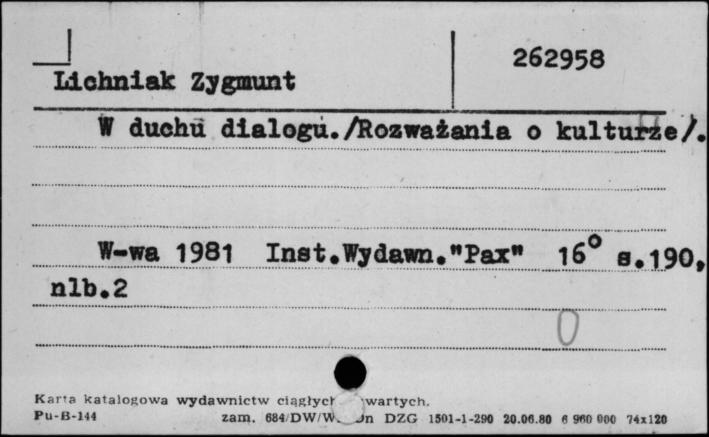 262958
Lichniak Zygmunt
W duchu dialogu./Rozważania o kulturze/.
W-wa 1981 Inst.Wydawn."Pax" 16° s.190,
nlb.2
0
Karta katalogowa wydawnictw wartych.
Pu-B-144 zam. 684/DW/W. DZG 1501-1-290 20.06.80 6 960 000 74x120